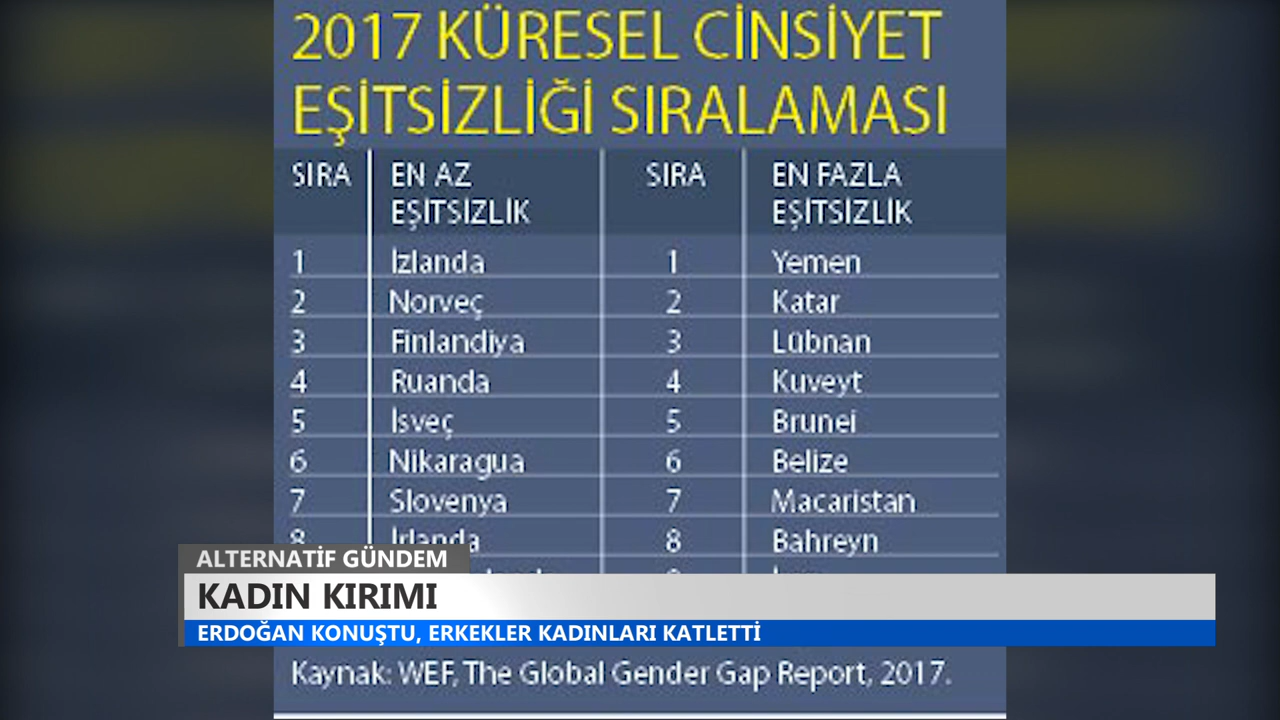 2017 KÜRESEL CİNSİYET
EŞİTSİZLİĞİ SIRALAMASI
SIRA EN AZ EŞİTSİZLİK SIRA EN FAZLA EŞİTSİZLİK
1 İzlanda 1 Yemen
2 Norveç 2 Katar
3 Finlandiya 3 Lübnan
4 Ruanda 4 Kuveyt
5 İsveç 5 Brunei
6 Nikaragua 6 Belize
7 Slovenya 7 Macaristan
8 İrlanda 8 Bahreyn
ALTERNATİF GÜNDEM
KADIN KIRIMI
ERDOĞAN KONUŞTU, ERKEKLER KADINLARI KATLETTİ
Kaynak: WEF, The Global Gender Gap Report, 2017.